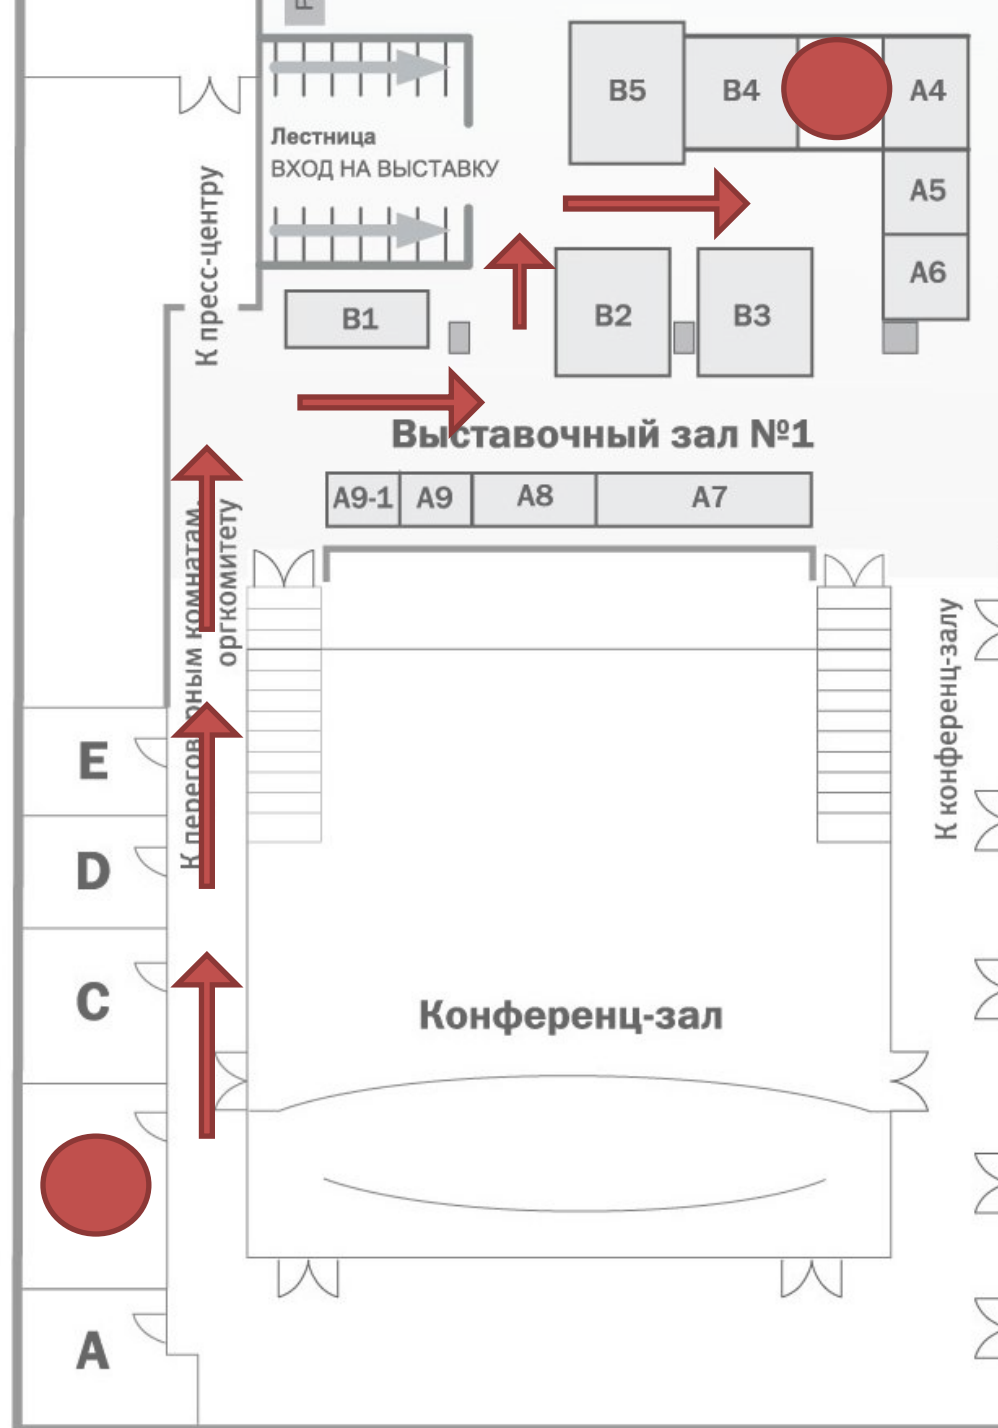 B5
B4
A4
Лестница
ВХОД НА ВЫСТАВКУ
A5
A6
К пресс-центру
B1
B2
B3
Выставочный зал №1
A9-1
A9
A8
A7
К переговорным комнатам,
оргкомитету
К конференц-залу
E
D
C
Конференц-зал
A